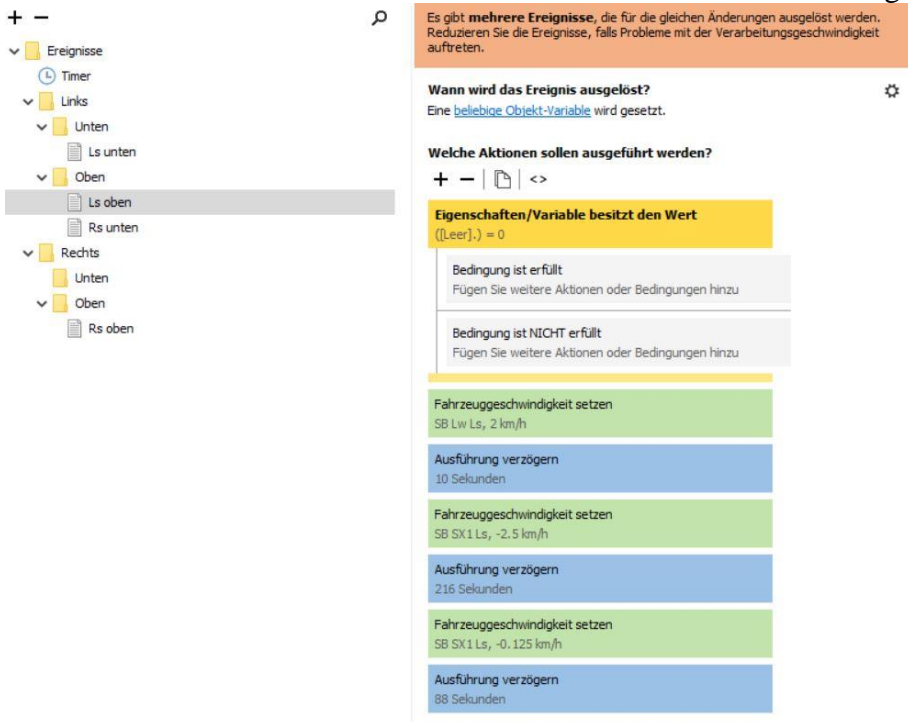 Ereignisse
Timer
Links
Unten
Ls unten
Oben
Ls oben
Rs unten
Rechts
Unten
Oben
Rs oben
Es gibt mehrere Ereignisse, die für die gleichen Änderungen ausgelöst werden.
Reduzieren Sie die Ereignisse, falls Probleme mit der Verarbeitungsgeschwindigkeit
auftreten.
Wann wird das Ereignis ausgelöst?
Eine beliebige Objekt-Variable wird gesetzt.
Welche Aktionen sollen ausgeführt werden?
Eigenschaften/Variable besitzt den Wert
([Leer].) = 0
Bedingung ist erfüllt
Fügen Sie weitere Aktionen oder Bedingungen hinzu
Bedingung ist NICHT erfüllt
Fügen Sie weitere Aktionen oder Bedingungen hinzu
Fahrzeuggeschwindigkeit setzen
SB Lw Ls, 2 km/h
Ausführung verzögern
10 Sekunden
Fahrzeuggeschwindigkeit setzen
SB SX1 Ls, -2.5 km/h
Ausführung verzögern
216 Sekunden
Fahrzeuggeschwindigkeit setzen
SB SX1 Ls, -0.125 km/h
Ausführung verzögern
88 Sekunden